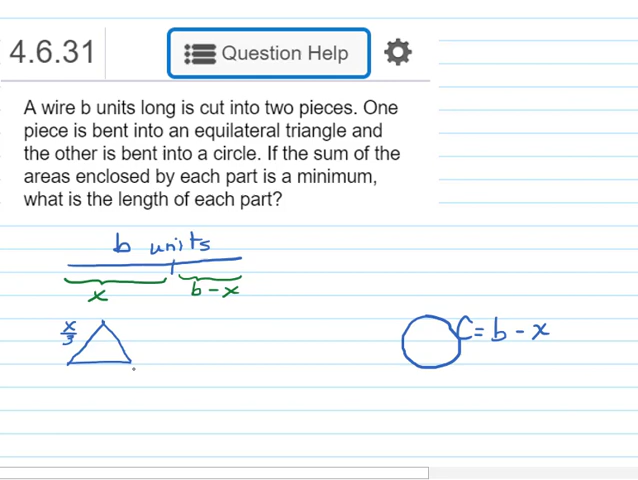 4.6.31 Question Help
A wire b units long is cut into two pieces. One
piece is bent into an equilateral triangle and
the other is bent into a circle. If the sum of the
areas enclosed by each part is a minimum,
what is the length of each part?
b units
x b - x
x/3 C = b - x